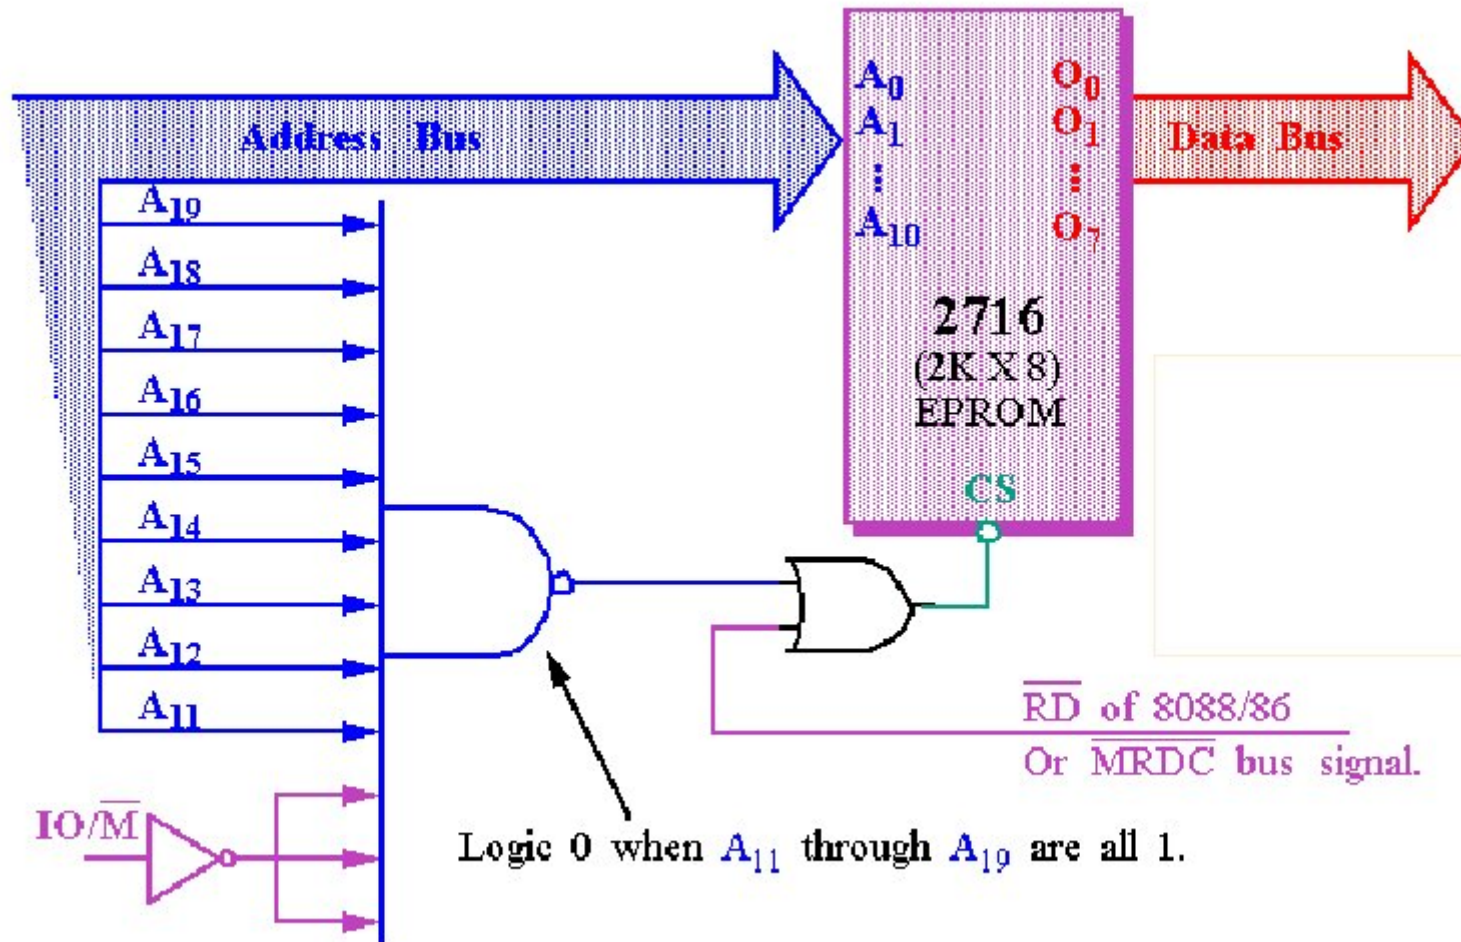 Address Bus
A0
A1
⋮
A10
O0
O1
⋮
O7
Data Bus
2716
(2K X 8)
EPROM
CS
A19
A18
A17
A16
A15
A14
A13
A12
A11
IO/M̅
R̅D̅ of 8088/86
Or M̅R̅D̅C̅ bus signal.
Logic 0 when A11 through A19 are all 1.